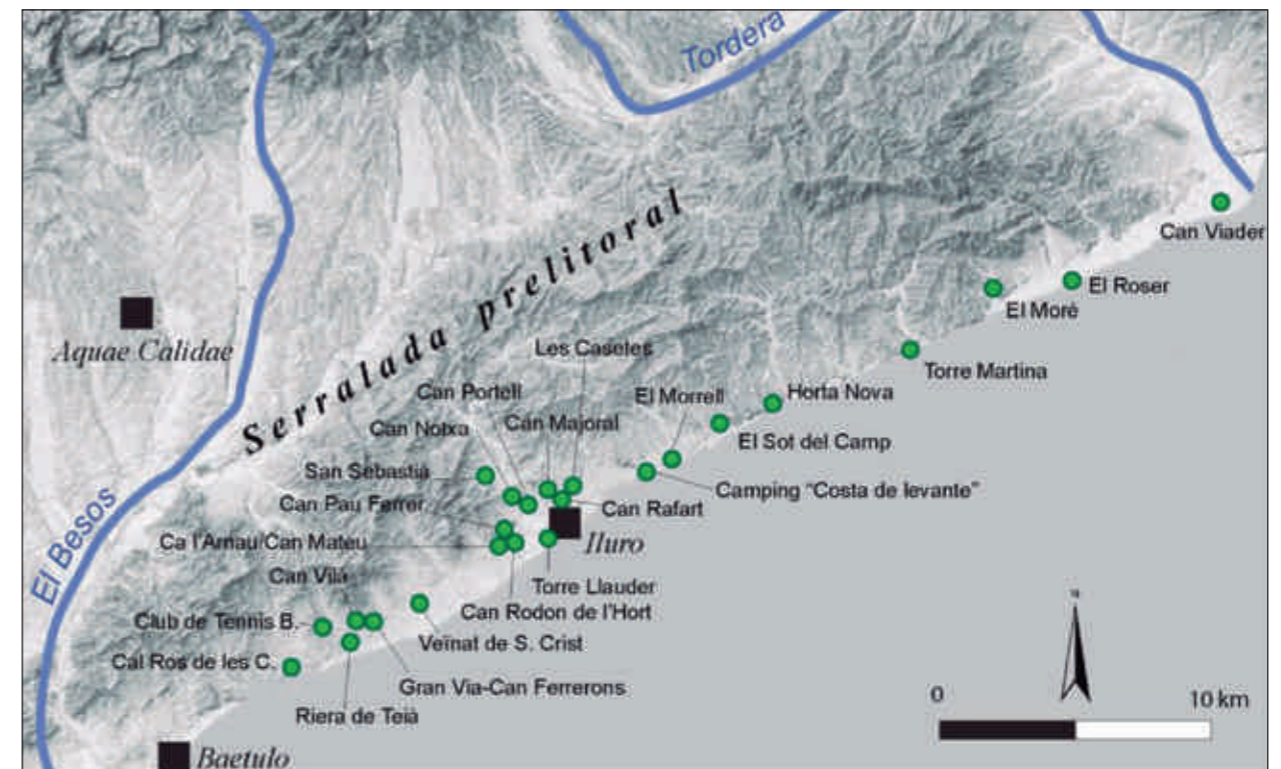 Tordera
Can Viader
El Roser
El Moré
Aquae Calidae
Serralada prelitoral
Les Casetes
Torre Martina
Can Portell
El Morrell
Horta Nova
Can Notxa
Can Majoral
El Sot del Camp
San Sebastià
Camping "Costa de levante"
Can Pau Ferrer
Can Rafart
Ca l'Arnau/Can Mateu
Iluro
El Besos
Can Vilà
Torre Llauder
Can Rodon de l'Hort
Club de Tennis B.
Veïnat de S. Crist
Cal Ros de les C.
Gran Via-Can Ferrerons
0
10 km
Riera de Teià
Baetulo